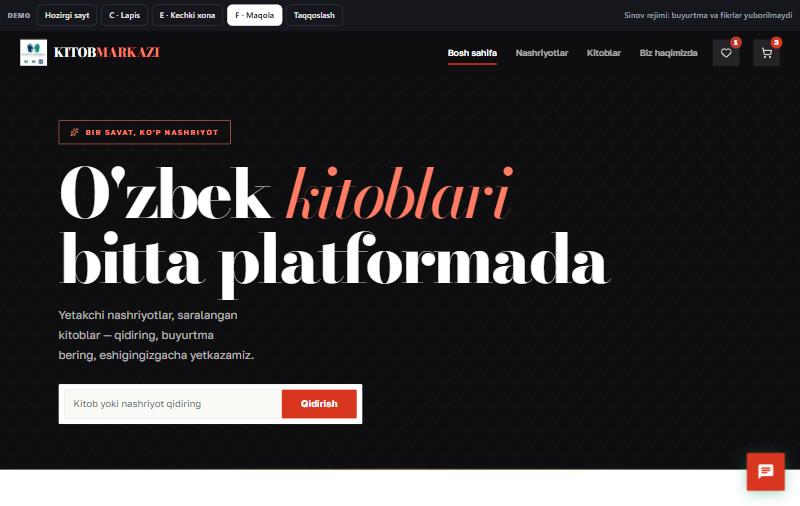 DEMO Hozirgi sayt C - Lapis E - Kechki xona F - Maqola Taqqoslash Sinov rejimi: buyurtma va fikrlar yuborilmaydi
KITOBMARKAZI Bosh sahifa Nashriyotlar Kitoblar Biz haqimizda 1 3
BIR SAVAT, KO'P NASHRIYOT
O'zbek kitoblari
bitta platformada
Yetakchi nashriyotlar, saralangan
kitoblar — qidiring, buyurtma
bering, eshigingizgacha yetkazamiz.
Kitob yoki nashriyot qidiring Qidirish